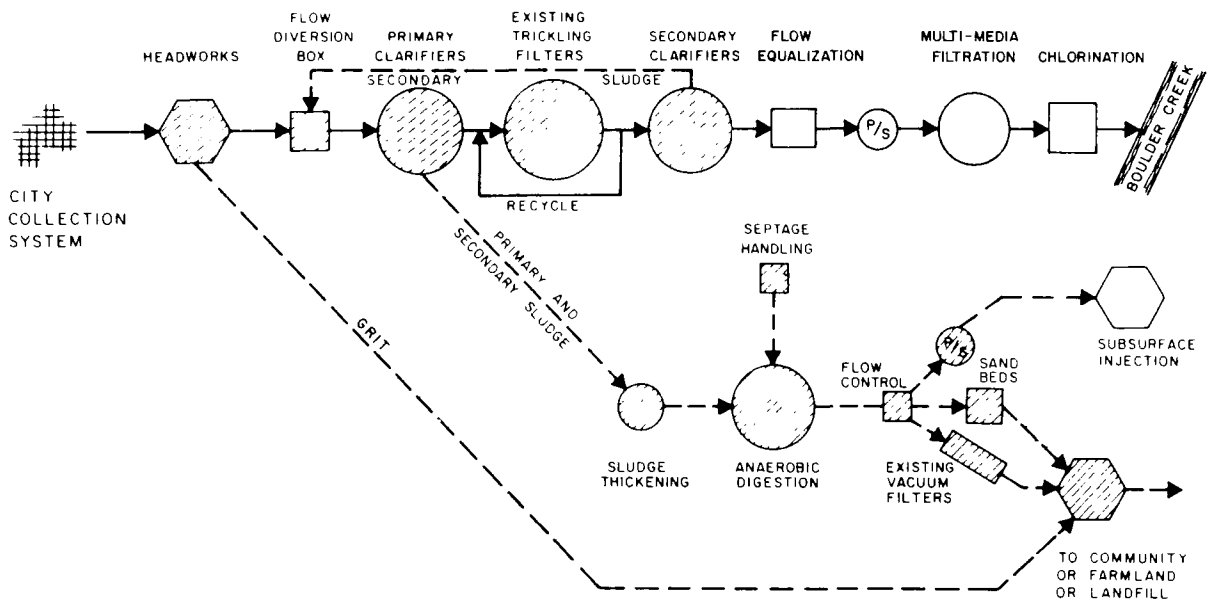 HEADWORKS
FLOW
DIVERSION
BOX
PRIMARY
CLARIFIERS
EXISTING
TRICKLING
FILTERS
SECONDARY
CLARIFIERS
FLOW
EQUALIZATION
MULTI-MEDIA
FILTRATION
CHLORINATION
SECONDARY
SLUDGE
P/S
BOULDER CREEK
CITY
COLLECTION
SYSTEM
RECYCLE
PRIMARY AND
SECONDARY SLUDGE
GRIT
SEPTAGE
HANDLING
P/S
SUBSURFACE
INJECTION
FLOW
CONTROL
SAND
BEDS
SLUDGE
THICKENING
ANAEROBIC
DIGESTION
EXISTING
VACUUM
FILTERS
TO COMMUNITY
OR FARMLAND
OR LANDFILL